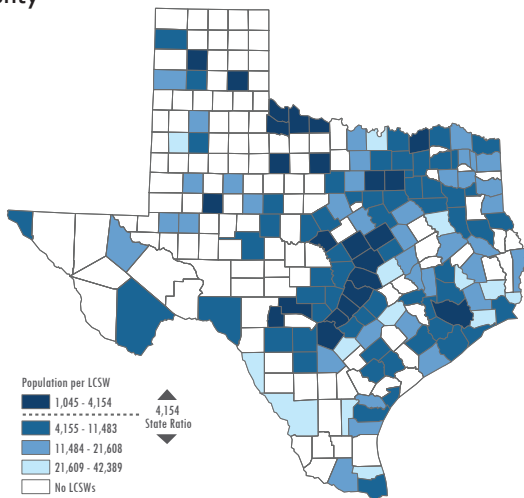 Population per LCSW
1,045 - 4,154
4,155 - 11,483
11,484 - 21,608
21,609 - 42,389
No LCSWs
4,154
State Ratio